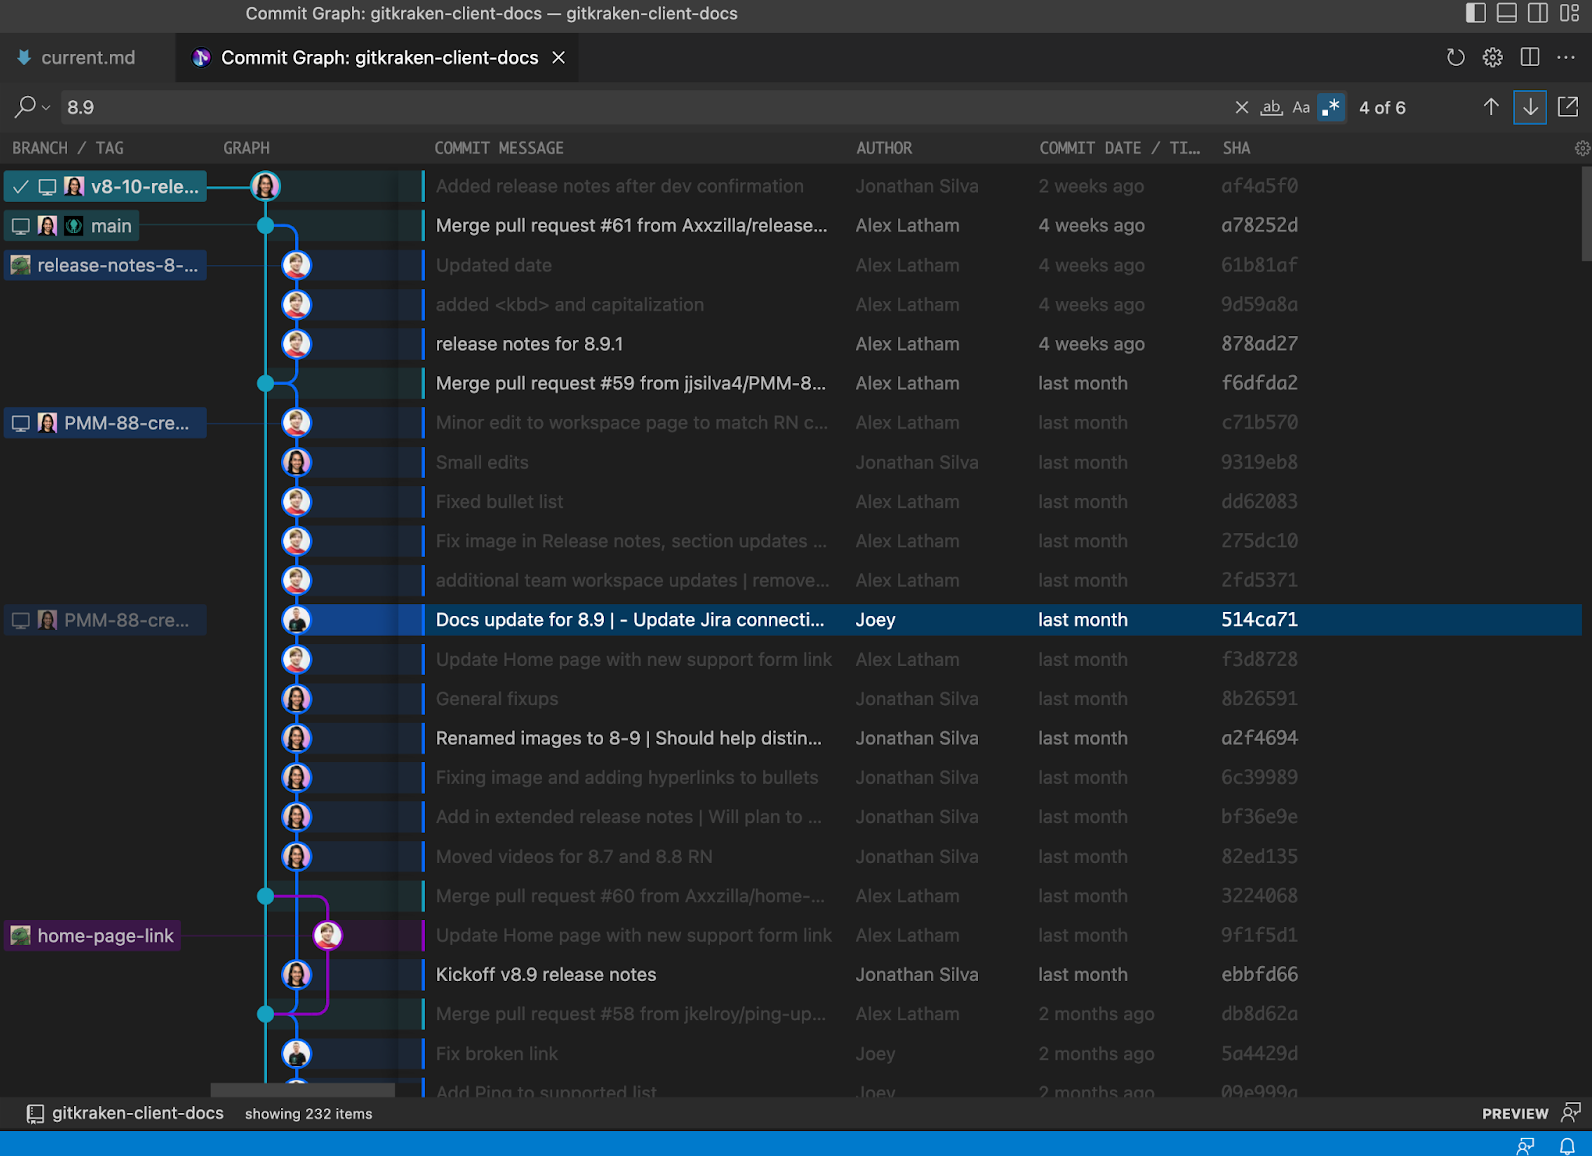 Commit Graph: gitkraken-client-docs — gitkraken-client-docs
current.md
Commit Graph: gitkraken-client-docs
8.9
ab
Aa
4 of 6
BRANCH / TAG GRAPH COMMIT MESSAGE AUTHOR COMMIT DATE / TI... SHA
v8-10-rele... Added release notes after dev confirmation Jonathan Silva 2 weeks ago af4a5f0
main Merge pull request #61 from Axxzilla/release... Alex Latham 4 weeks ago a78252d
release-notes-8-... Updated date Alex Latham 4 weeks ago 61b81af
added <kbd> and capitalization Alex Latham 4 weeks ago 9d59a8a
release notes for 8.9.1 Alex Latham 4 weeks ago 878ad27
Merge pull request #59 from jjsilva4/PMM-8... Alex Latham last month f6dfda2
PMM-88-cre... Minor edit to workspace page to match RN c... Alex Latham last month c71b570
Small edits Jonathan Silva last month 9319eb8
Fixed bullet list Alex Latham last month dd62083
Fix image in Release notes, section updates ... Alex Latham last month 275dc10
additional team workspace updates | remove... Alex Latham last month 2fd5371
PMM-88-cre... Docs update for 8.9 | - Update Jira connecti... Joey last month 514ca71
Update Home page with new support form link Alex Latham last month f3d8728
General fixups Jonathan Silva last month 8b26591
Renamed images to 8-9 | Should help distin... Jonathan Silva last month a2f4694
Fixing image and adding hyperlinks to bullets Jonathan Silva last month 6c39989
Add in extended release notes | Will plan to ... Jonathan Silva last month bf36e9e
Moved videos for 8.7 and 8.8 RN Jonathan Silva last month 82ed135
Merge pull request #60 from Axxzilla/home-... Alex Latham last month 3224068
home-page-link Update Home page with new support form link Alex Latham last month 9f1f5d1
Kickoff v8.9 release notes Jonathan Silva last month ebbfd66
Merge pull request #58 from jkelroy/ping-up... Alex Latham 2 months ago db8d62a
Fix broken link Joey 2 months ago 5a4429d
Add Ping to supported list Joey 2 months ago 09e999a
gitkraken-client-docs showing 232 items PREVIEW